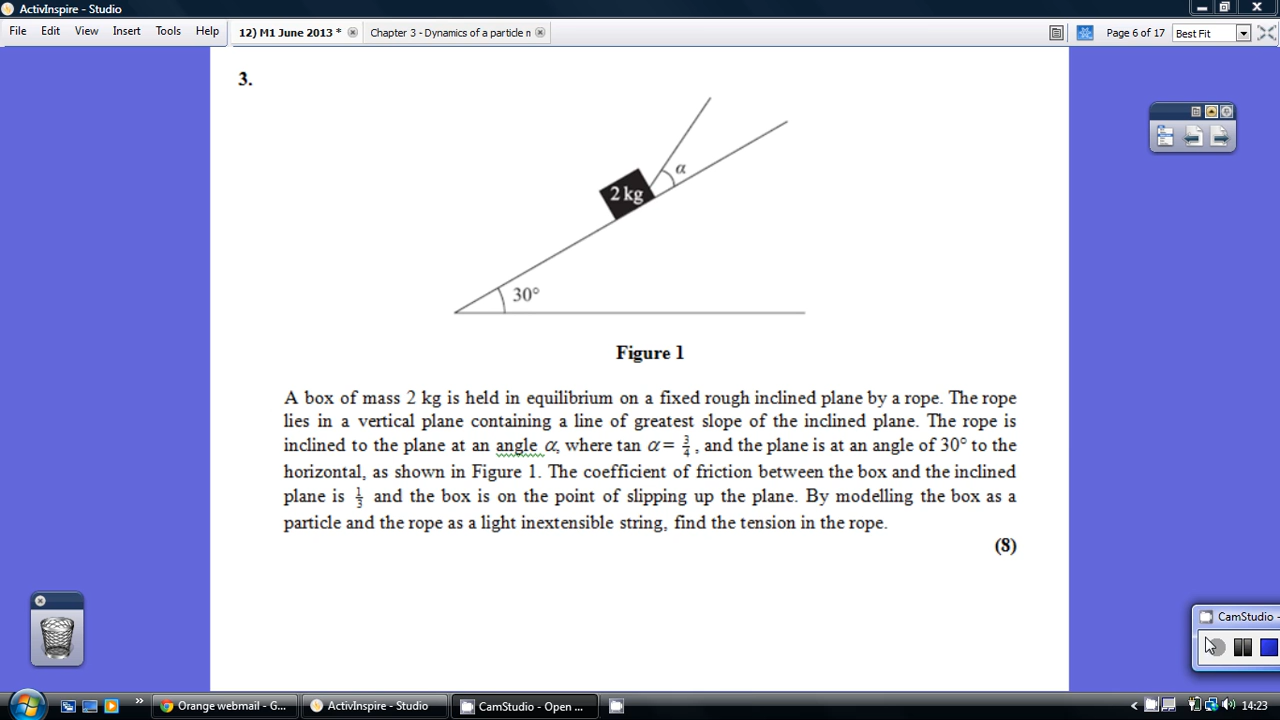 ActivInspire - Studio
File Edit View Insert Tools Help 12) M1 June 2013 * Chapter 3 - Dynamics of a particle n Page 6 of 17 Best Fit
3.
α
2 kg
30°
Figure 1
A box of mass 2 kg is held in equilibrium on a fixed rough inclined plane by a rope. The rope
lies in a vertical plane containing a line of greatest slope of the inclined plane. The rope is
inclined to the plane at an angle α, where tan α = 3/4, and the plane is at an angle of 30° to the
horizontal, as shown in Figure 1. The coefficient of friction between the box and the inclined
plane is 1/3 and the box is on the point of slipping up the plane. By modelling the box as a
particle and the rope as a light inextensible string, find the tension in the rope.
(8)
CamStudio -
Orange webmail - G... ActivInspire - Studio CamStudio - Open ... 14:23